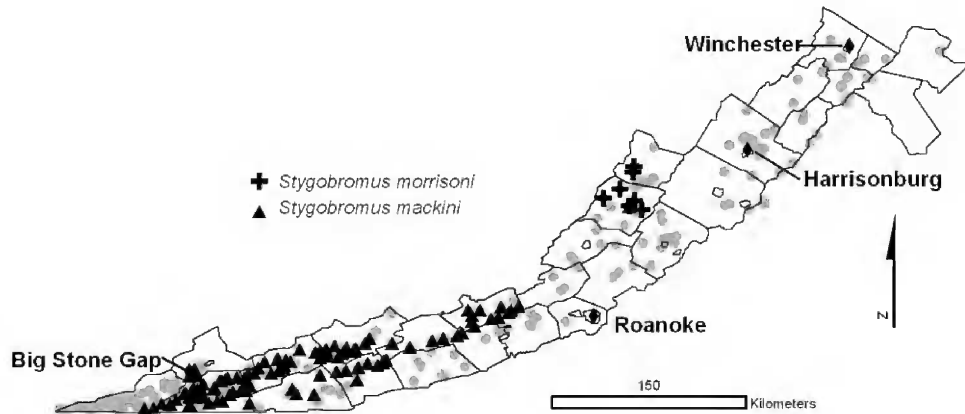 Winchester
Stygobromus morrisoni
Stygobromus mackini
Harrisonburg
N
Roanoke
Big Stone Gap
150
Kilometers